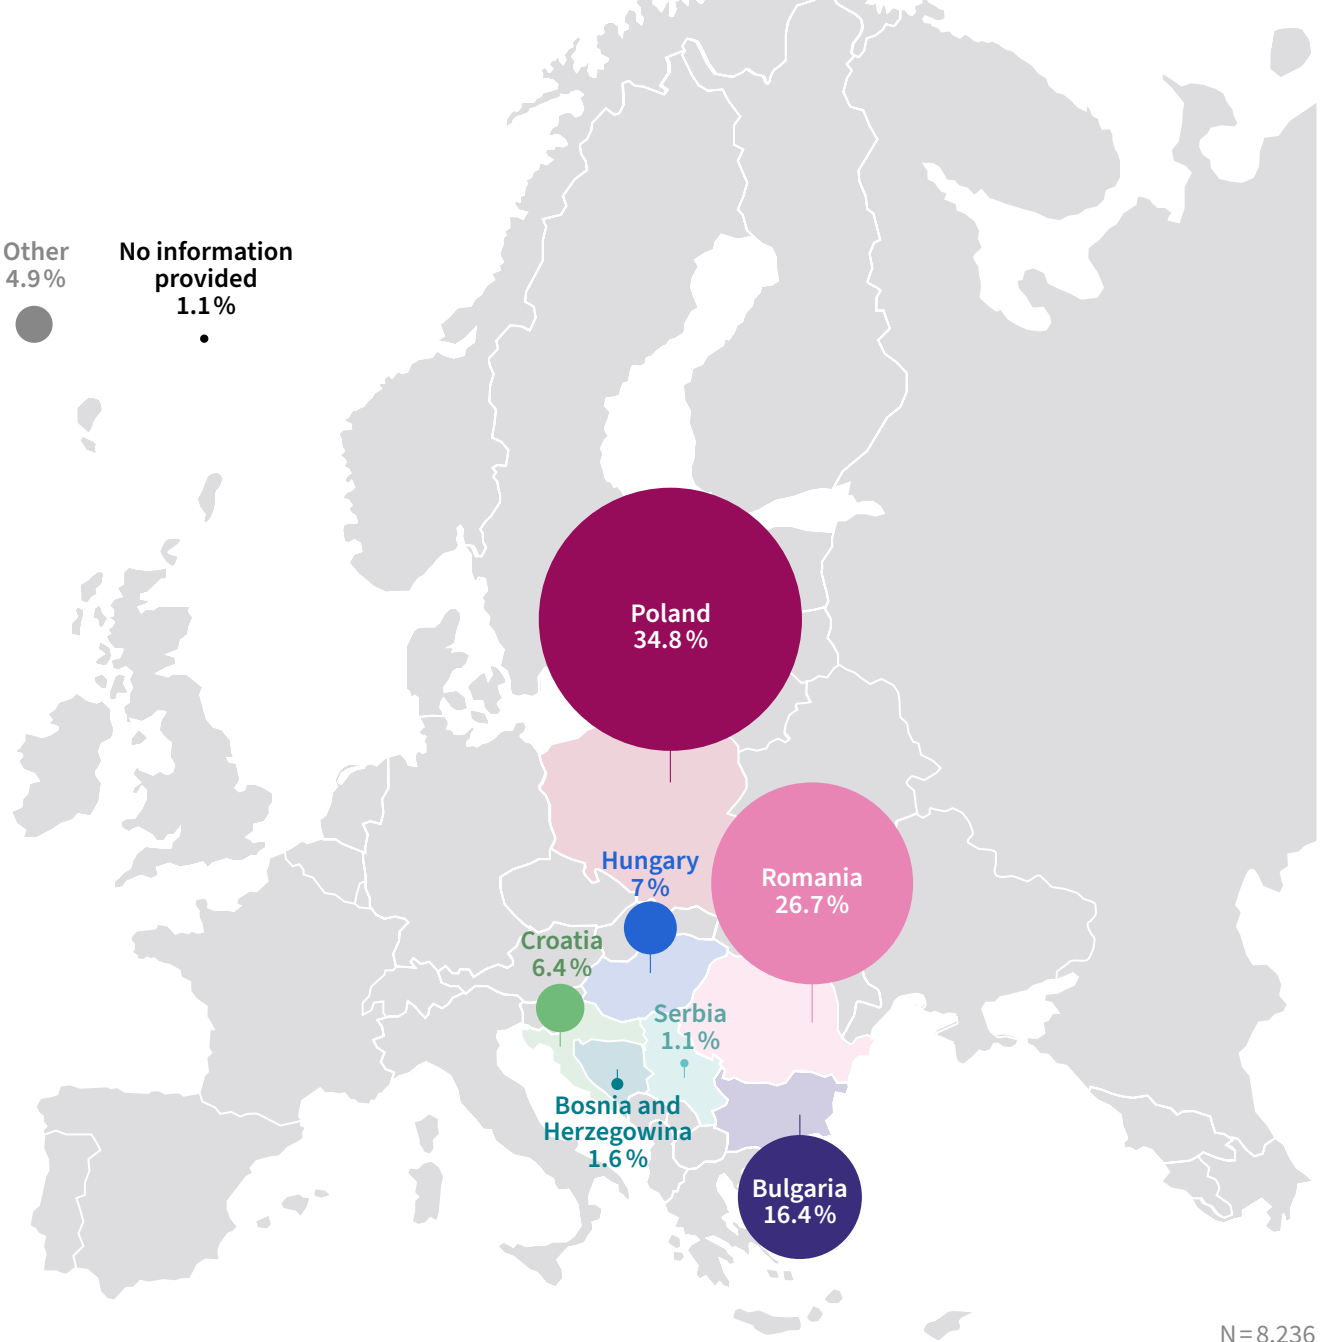 Other
4.9 %
No information
provided
1.1 %
Poland
34.8 %
Hungary
7 %
Romania
26.7 %
Croatia
6.4 %
Serbia
1.1 %
Bosnia and
Herzegowina
1.6 %
Bulgaria
16.4 %
N = 8,236